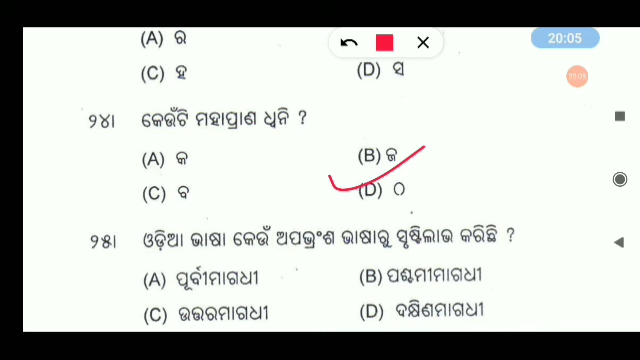 20:05
(A) ର
(C) ହ (D) ସ
୨୪। କେଉଁଟି ମହାପ୍ରାଣ ଧ୍ୱନି ?
(A) କ (B) ଜ
(C) ବ (D) ଠ
୨୫। ଓଡ଼ିଆ ଭାଷା କେଉଁ ଅପଭ୍ରଂଶ ଭାଷାରୁ ସୃଷ୍ଟିଲାଭ କରିଛି ?
(A) ପୂର୍ବୀମାଗଧୀ (B) ପଶ୍ଚିମୀମାଗଧୀ
(C) ଉତ୍ତରମାଗଧୀ (D) ଦକ୍ଷିଣମାଗଧୀ